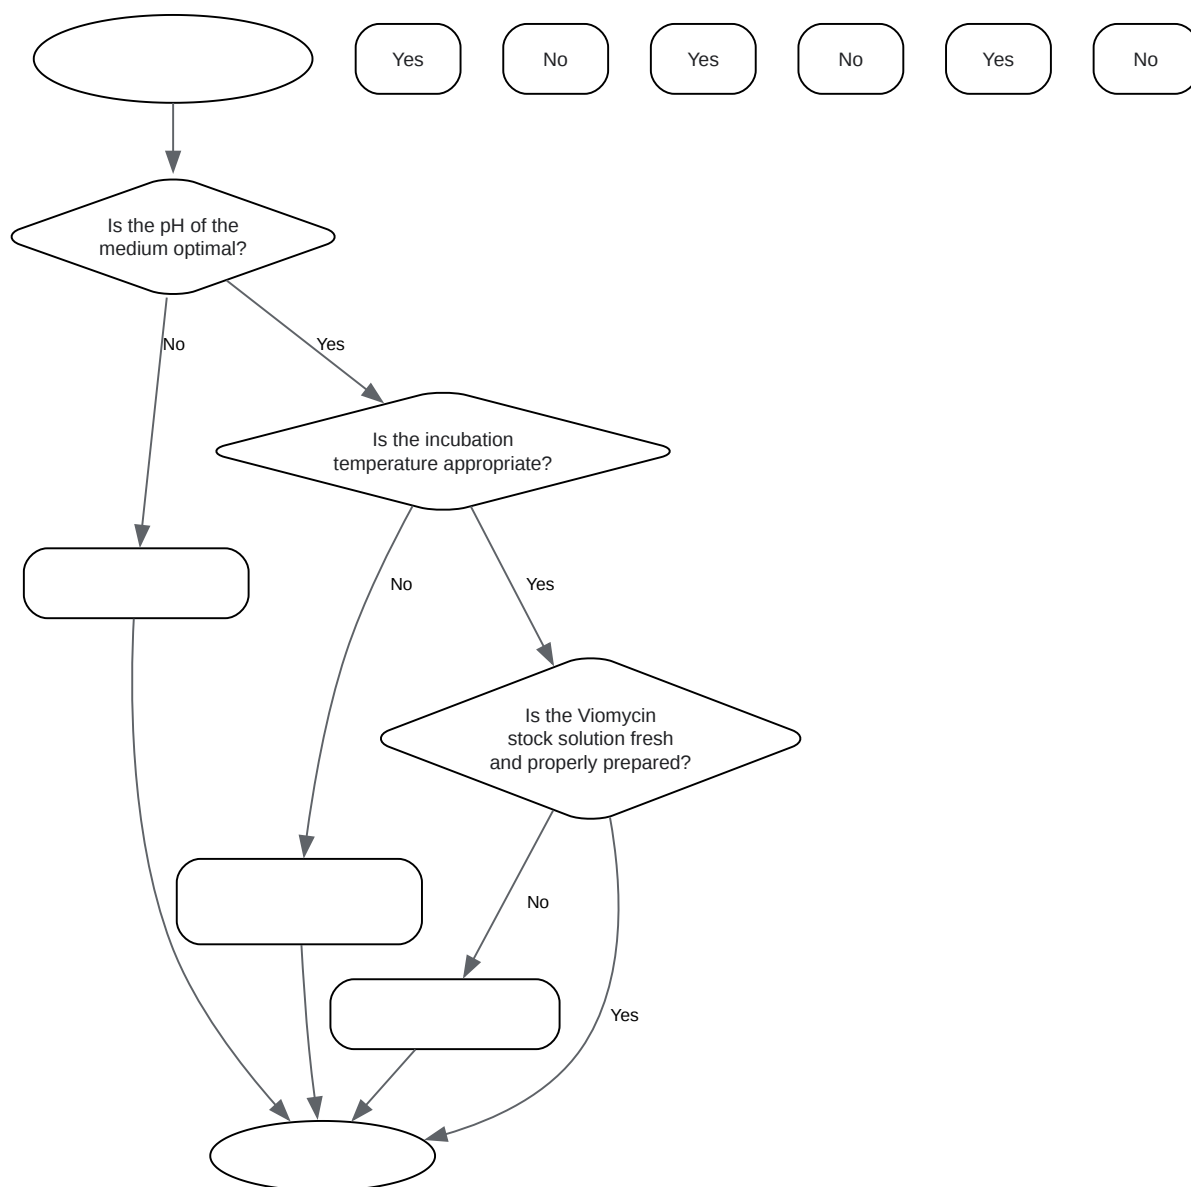 Yes
No
Yes
No
Yes
No
Is the pH of the
medium optimal?
No
Yes
Is the incubation
temperature appropriate?
No
Yes
Is the Viomycin
stock solution fresh
and properly prepared?
No
Yes